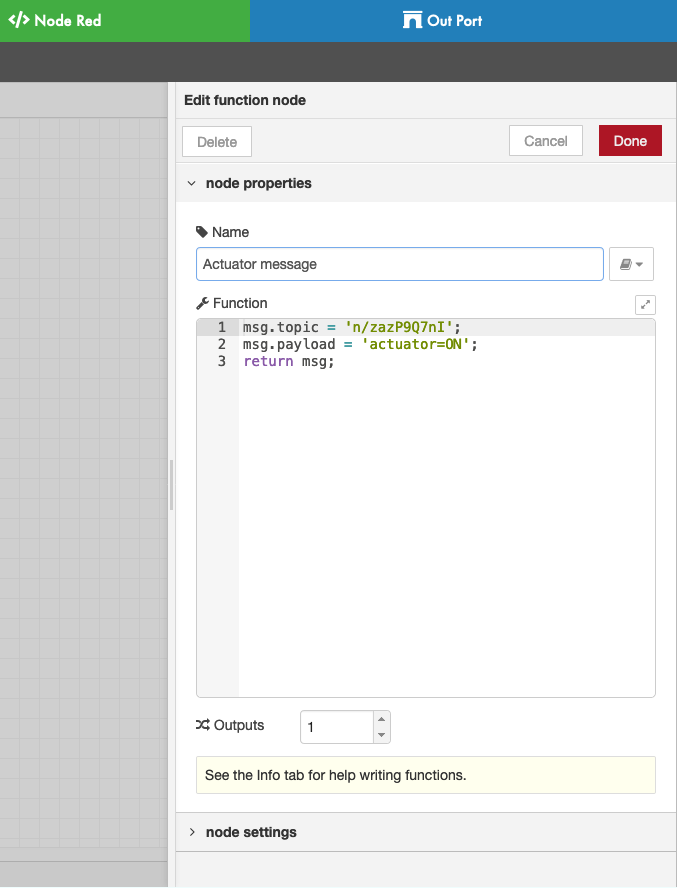 </> Node Red
Out Port
Edit function node
Delete
Cancel
Done
node properties
Name
Actuator message
Function
1 msg.topic = 'n/zazP9Q7nI';
2 msg.payload = 'actuator=ON';
3 return msg;
Outputs
1
See the Info tab for help writing functions.
node settings